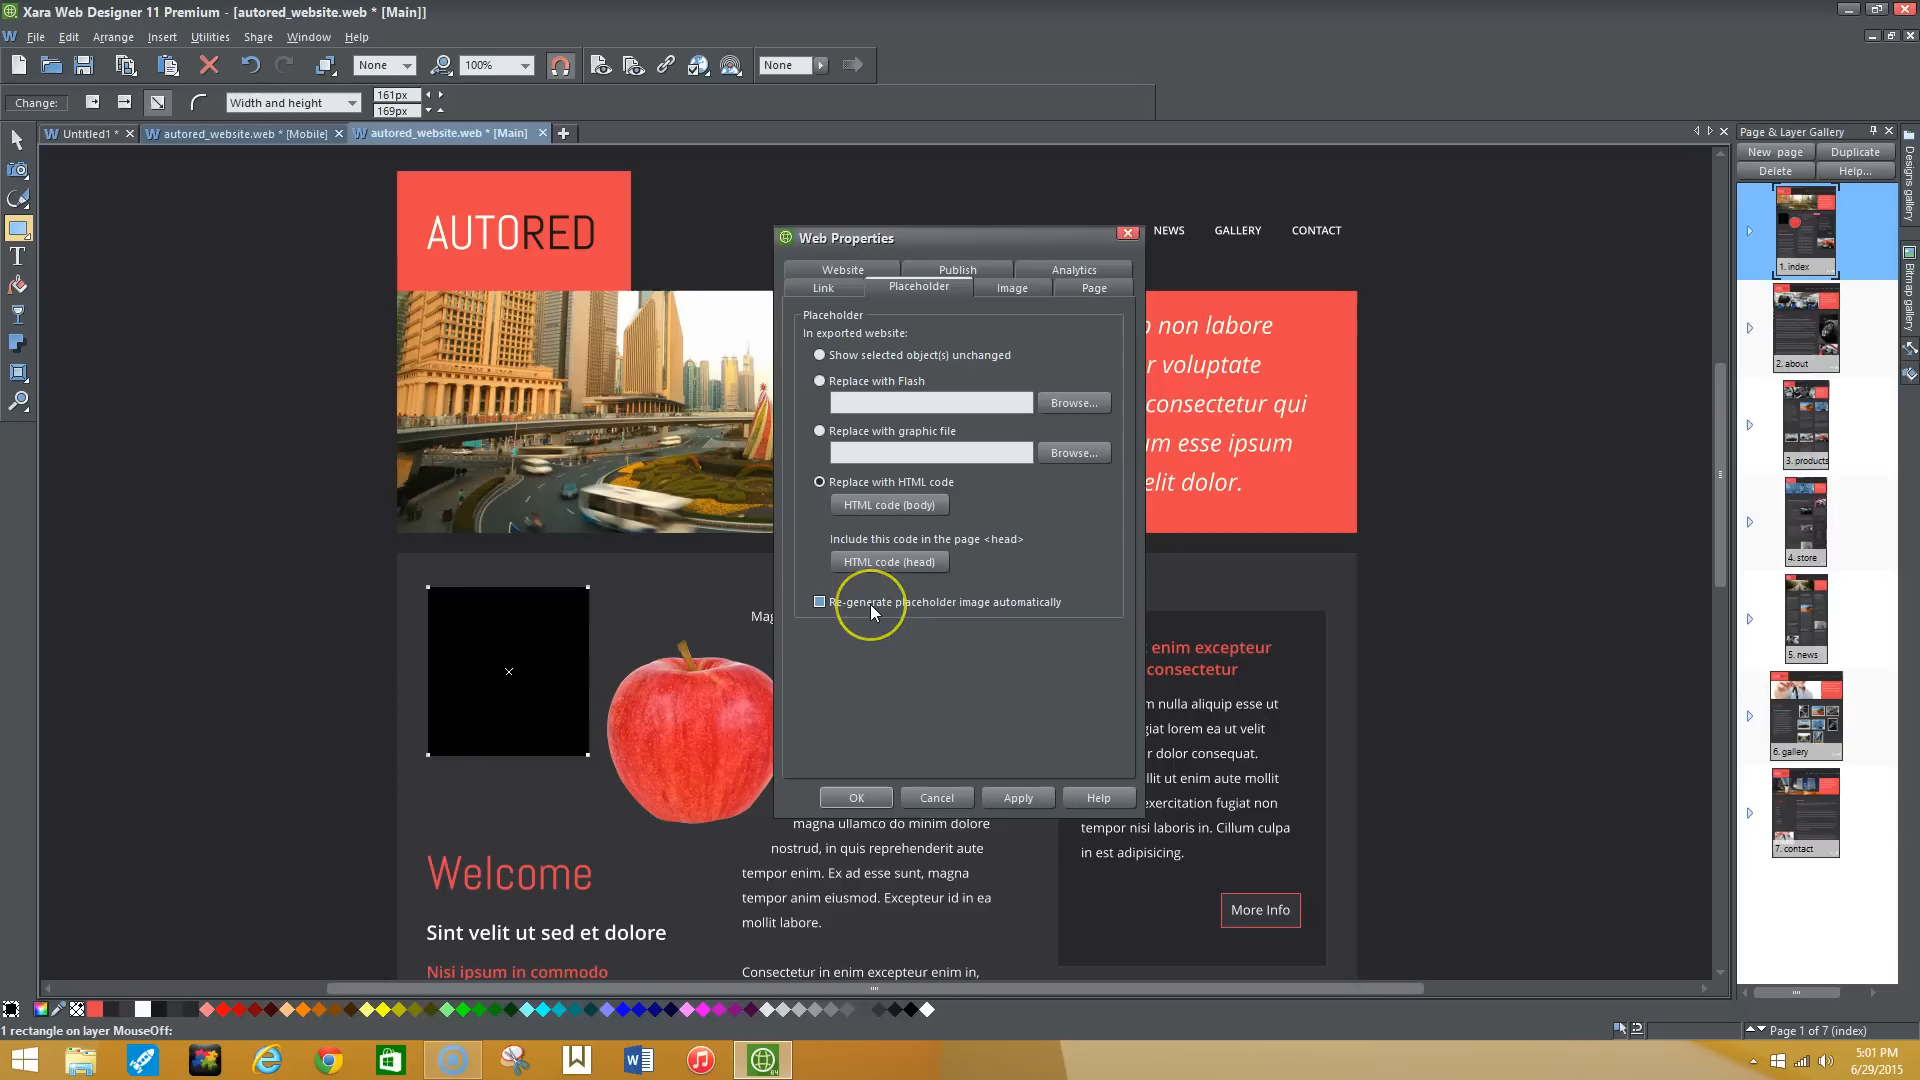 Xara Web Designer 11 Premium - [autored_website.web * [Main]]
File Edit Arrange Insert Utilities Share Window Help
None 100% None
Change: Width and height 161px
169px
Untitled1 * autored_website.web * [Mobile] autored_website.web * [Main]
Page & Layer Gallery
New page Duplicate
Delete Help...
Designs gallery
Bitmap gallery
1. index
2. about
3. products
4. store
5. news
6. gallery
7. contact
AUTORED
NEWS GALLERY CONTACT
non labore
voluptate
consectetur qui
um esse ipsum
elit dolor.
Web Properties
Website Publish Analytics
Link Placeholder Image Page
Placeholder
In exported website:
Show selected object(s) unchanged
Replace with Flash
Browse...
Replace with graphic file
Browse...
Replace with HTML code
HTML code (body)
Include this code in the page <head>
HTML code (head)
Re-generate placeholder image automatically
OK Cancel Apply Help
Mag
magna ullamco do minim dolore
nostrud, in quis reprehenderit aute
tempor enim. Ex ad esse sunt, magna
tempor anim eiusmod. Excepteur id in ea
mollit labore.
Consectetur in enim excepteur enim in,
Welcome
Sint velit ut sed et dolore
Nisi ipsum in commodo
enim excepteur
consectetur
m nulla aliquip esse ut
giat lorem ea ut velit
r dolor consequat.
llit ut enim aute mollit
exercitation fugiat non
tempor nisi laboris in. Cillum culpa
in est adipisicing.
More Info
1 rectangle on layer MouseOff:
Page 1 of 7 (index)
5:01 PM
6/29/2015